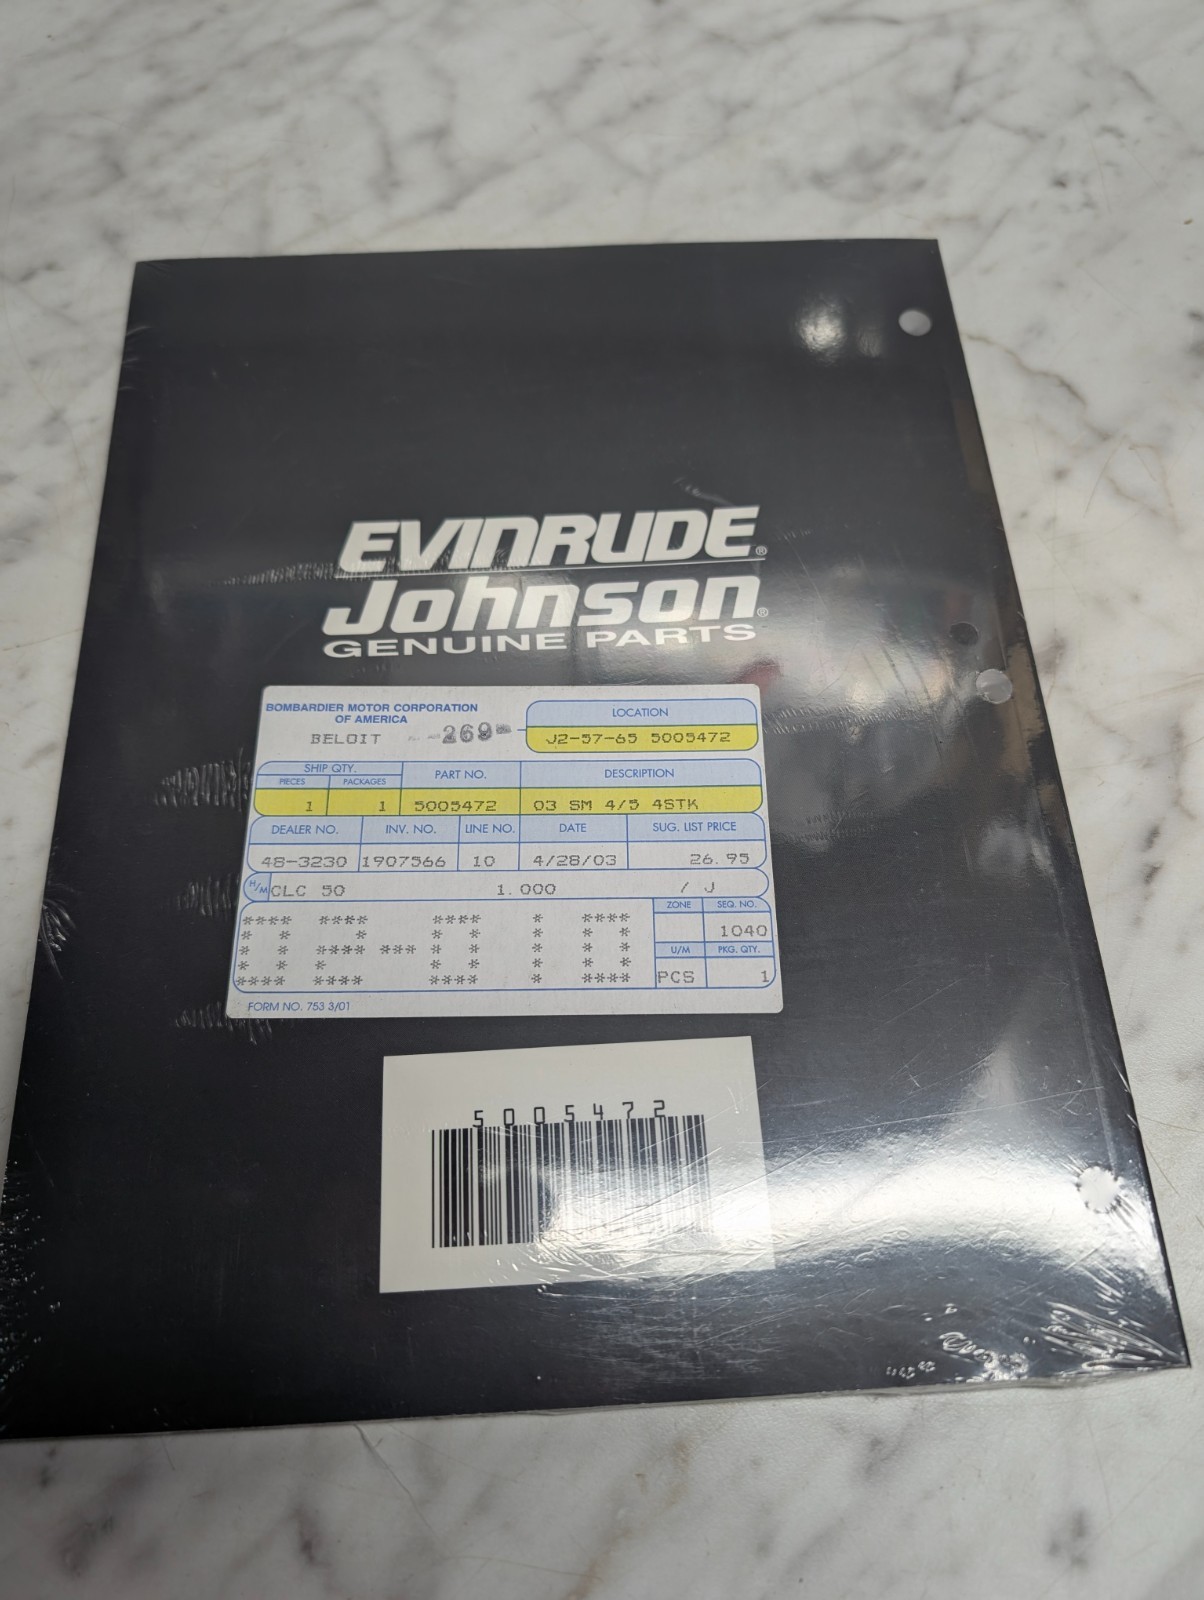 EVINRUDE®
Johnson®
GENUINE PARTS
BOMBARDIER MOTOR CORPORATION
OF AMERICA
BELOIT 269
LOCATION
J2-57-65 5005472
SHIP QTY.
PIECES PACKAGES PART NO. DESCRIPTION
1 1 5005472 03 SM 4/5 4STK
DEALER NO. INV. NO. LINE NO. DATE SUG. LIST PRICE
48-3230 1907566 10 4/28/03 26.95
H/M CLC 50 1.000 / J
ZONE SEQ. NO.
1040
U/M PKG. QTY.
PCS 1
02-010
FORM NO. 753 3/01
5005472